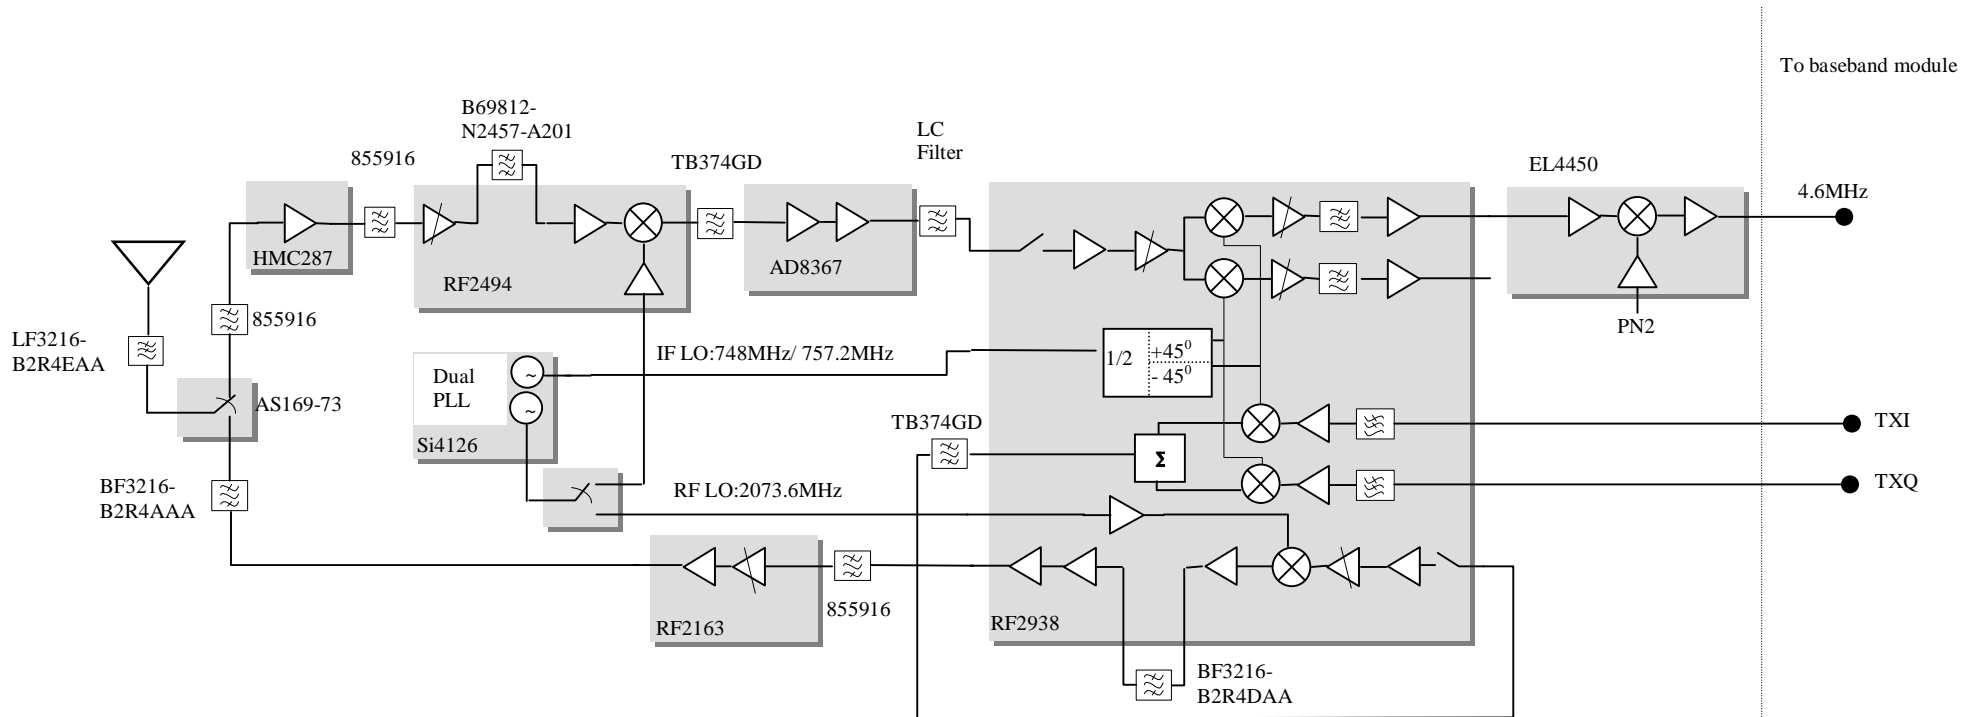 To baseband module
B69812-
N2457-A201
LC
Filter
855916
TB374GD
EL4450
4.6MHz
HMC287
RF2494
AD8367
855916
PN2
LF3216-
B2R4EAA
IF LO:748MHz/ 757.2MHz
1/2
+45⁰
- 45⁰
Dual
PLL
~
~
AS169-73
Si4126
TB374GD
TXI
Σ
BF3216-
B2R4AAA
RF LO:2073.6MHz
TXQ
855916
RF2163
RF2938
BF3216-
B2R4DAA